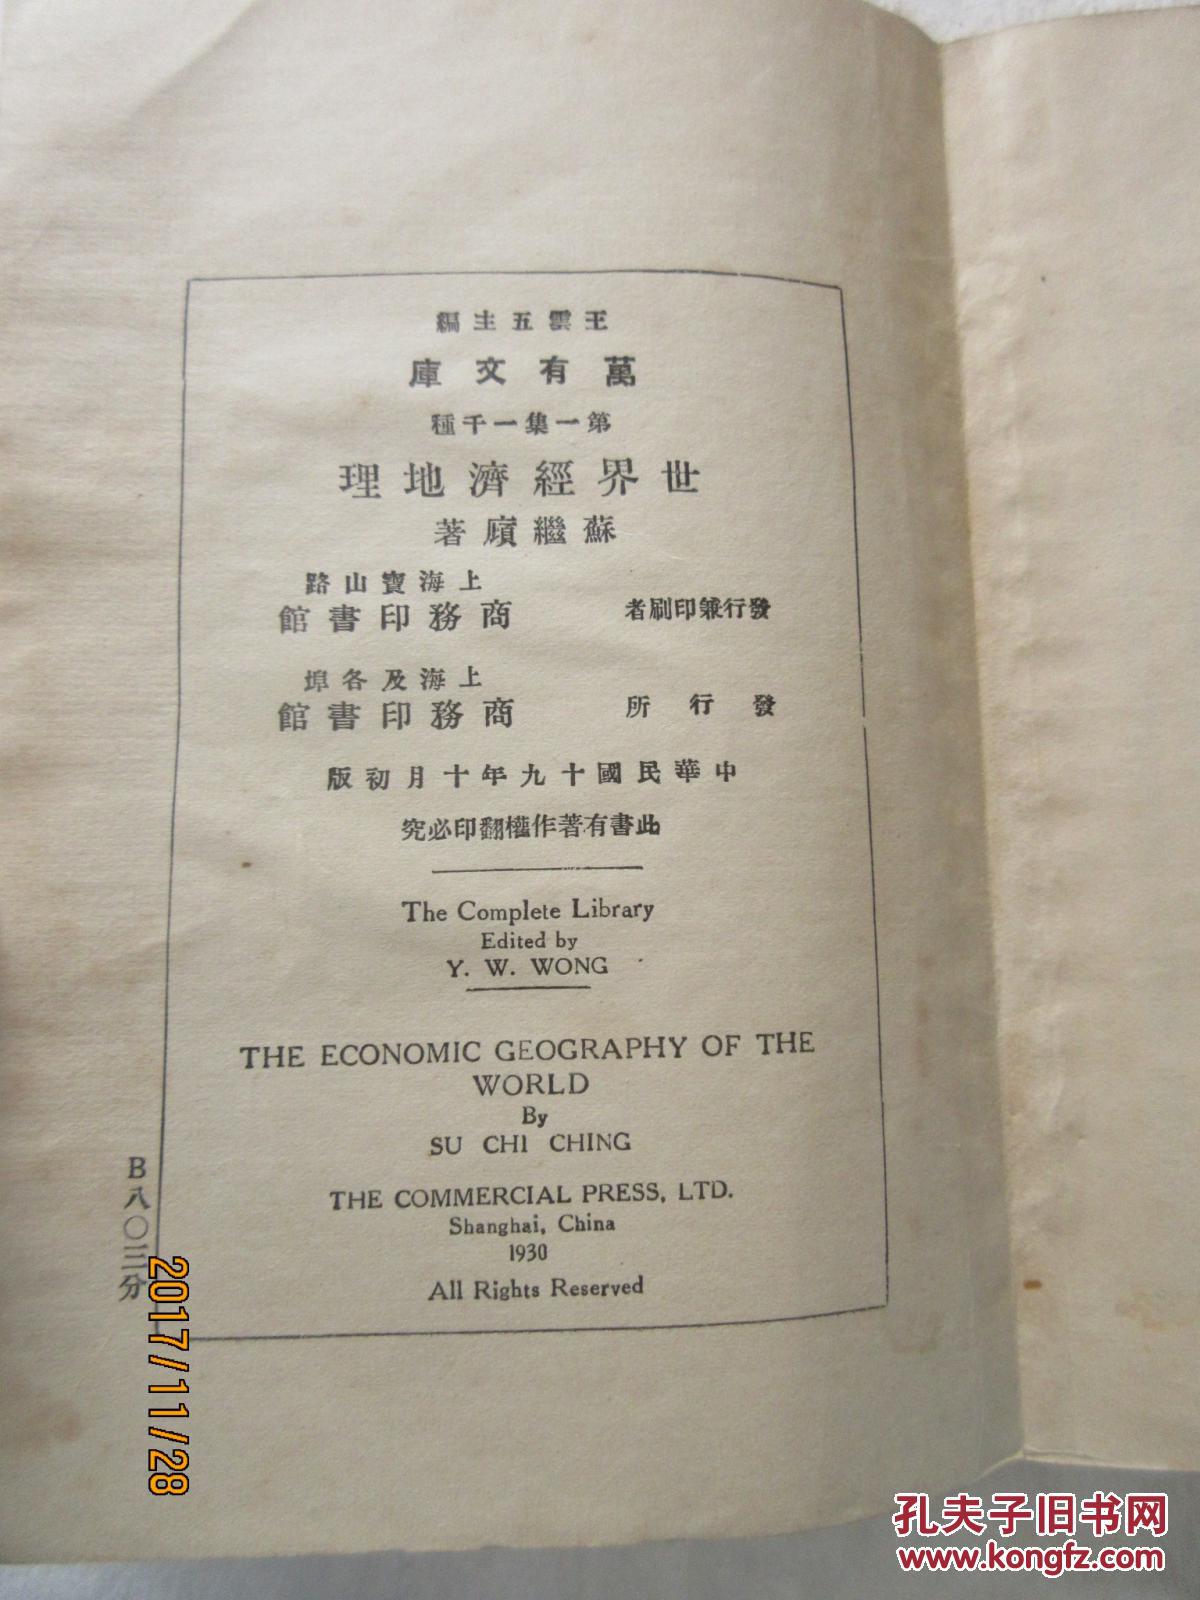 王雲五主編
萬有文庫
第一集一千種
世界經濟地理
蘇繼廎著
發行兼印刷者
上海寶山路
商務印書館
發行所
上海及各埠
商務印書館
中華民國十九年十月初版
此書有著作權翻印必究
The Complete Library
Edited by
Y. W. WONG
THE ECONOMIC GEOGRAPHY OF THE
WORLD
By
SU CHI CHING
THE COMMERCIAL PRESS, LTD.
Shanghai, China
1930
All Rights Reserved
B八〇三分
2017/11/28
孔夫子旧书网
www.kongfz.com